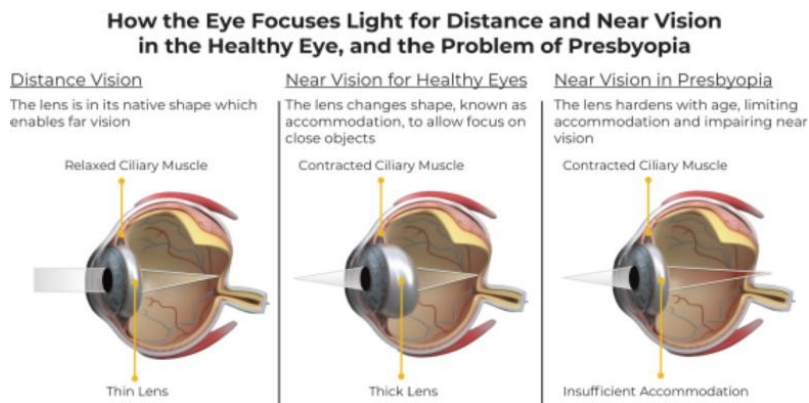 How the Eye Focuses Light for Distance and Near Vision
in the Healthy Eye, and the Problem of Presbyopia
Distance Vision
The lens is in its native shape which
enables far vision
Relaxed Ciliary Muscle
Thin Lens
Near Vision for Healthy Eyes
The lens changes shape, known as
accommodation, to allow focus on
close objects
Contracted Ciliary Muscle
Thick Lens
Near Vision in Presbyopia
The lens hardens with age, limiting
accommodation and impairing near
vision
Contracted Ciliary Muscle
Insufficient Accommodation